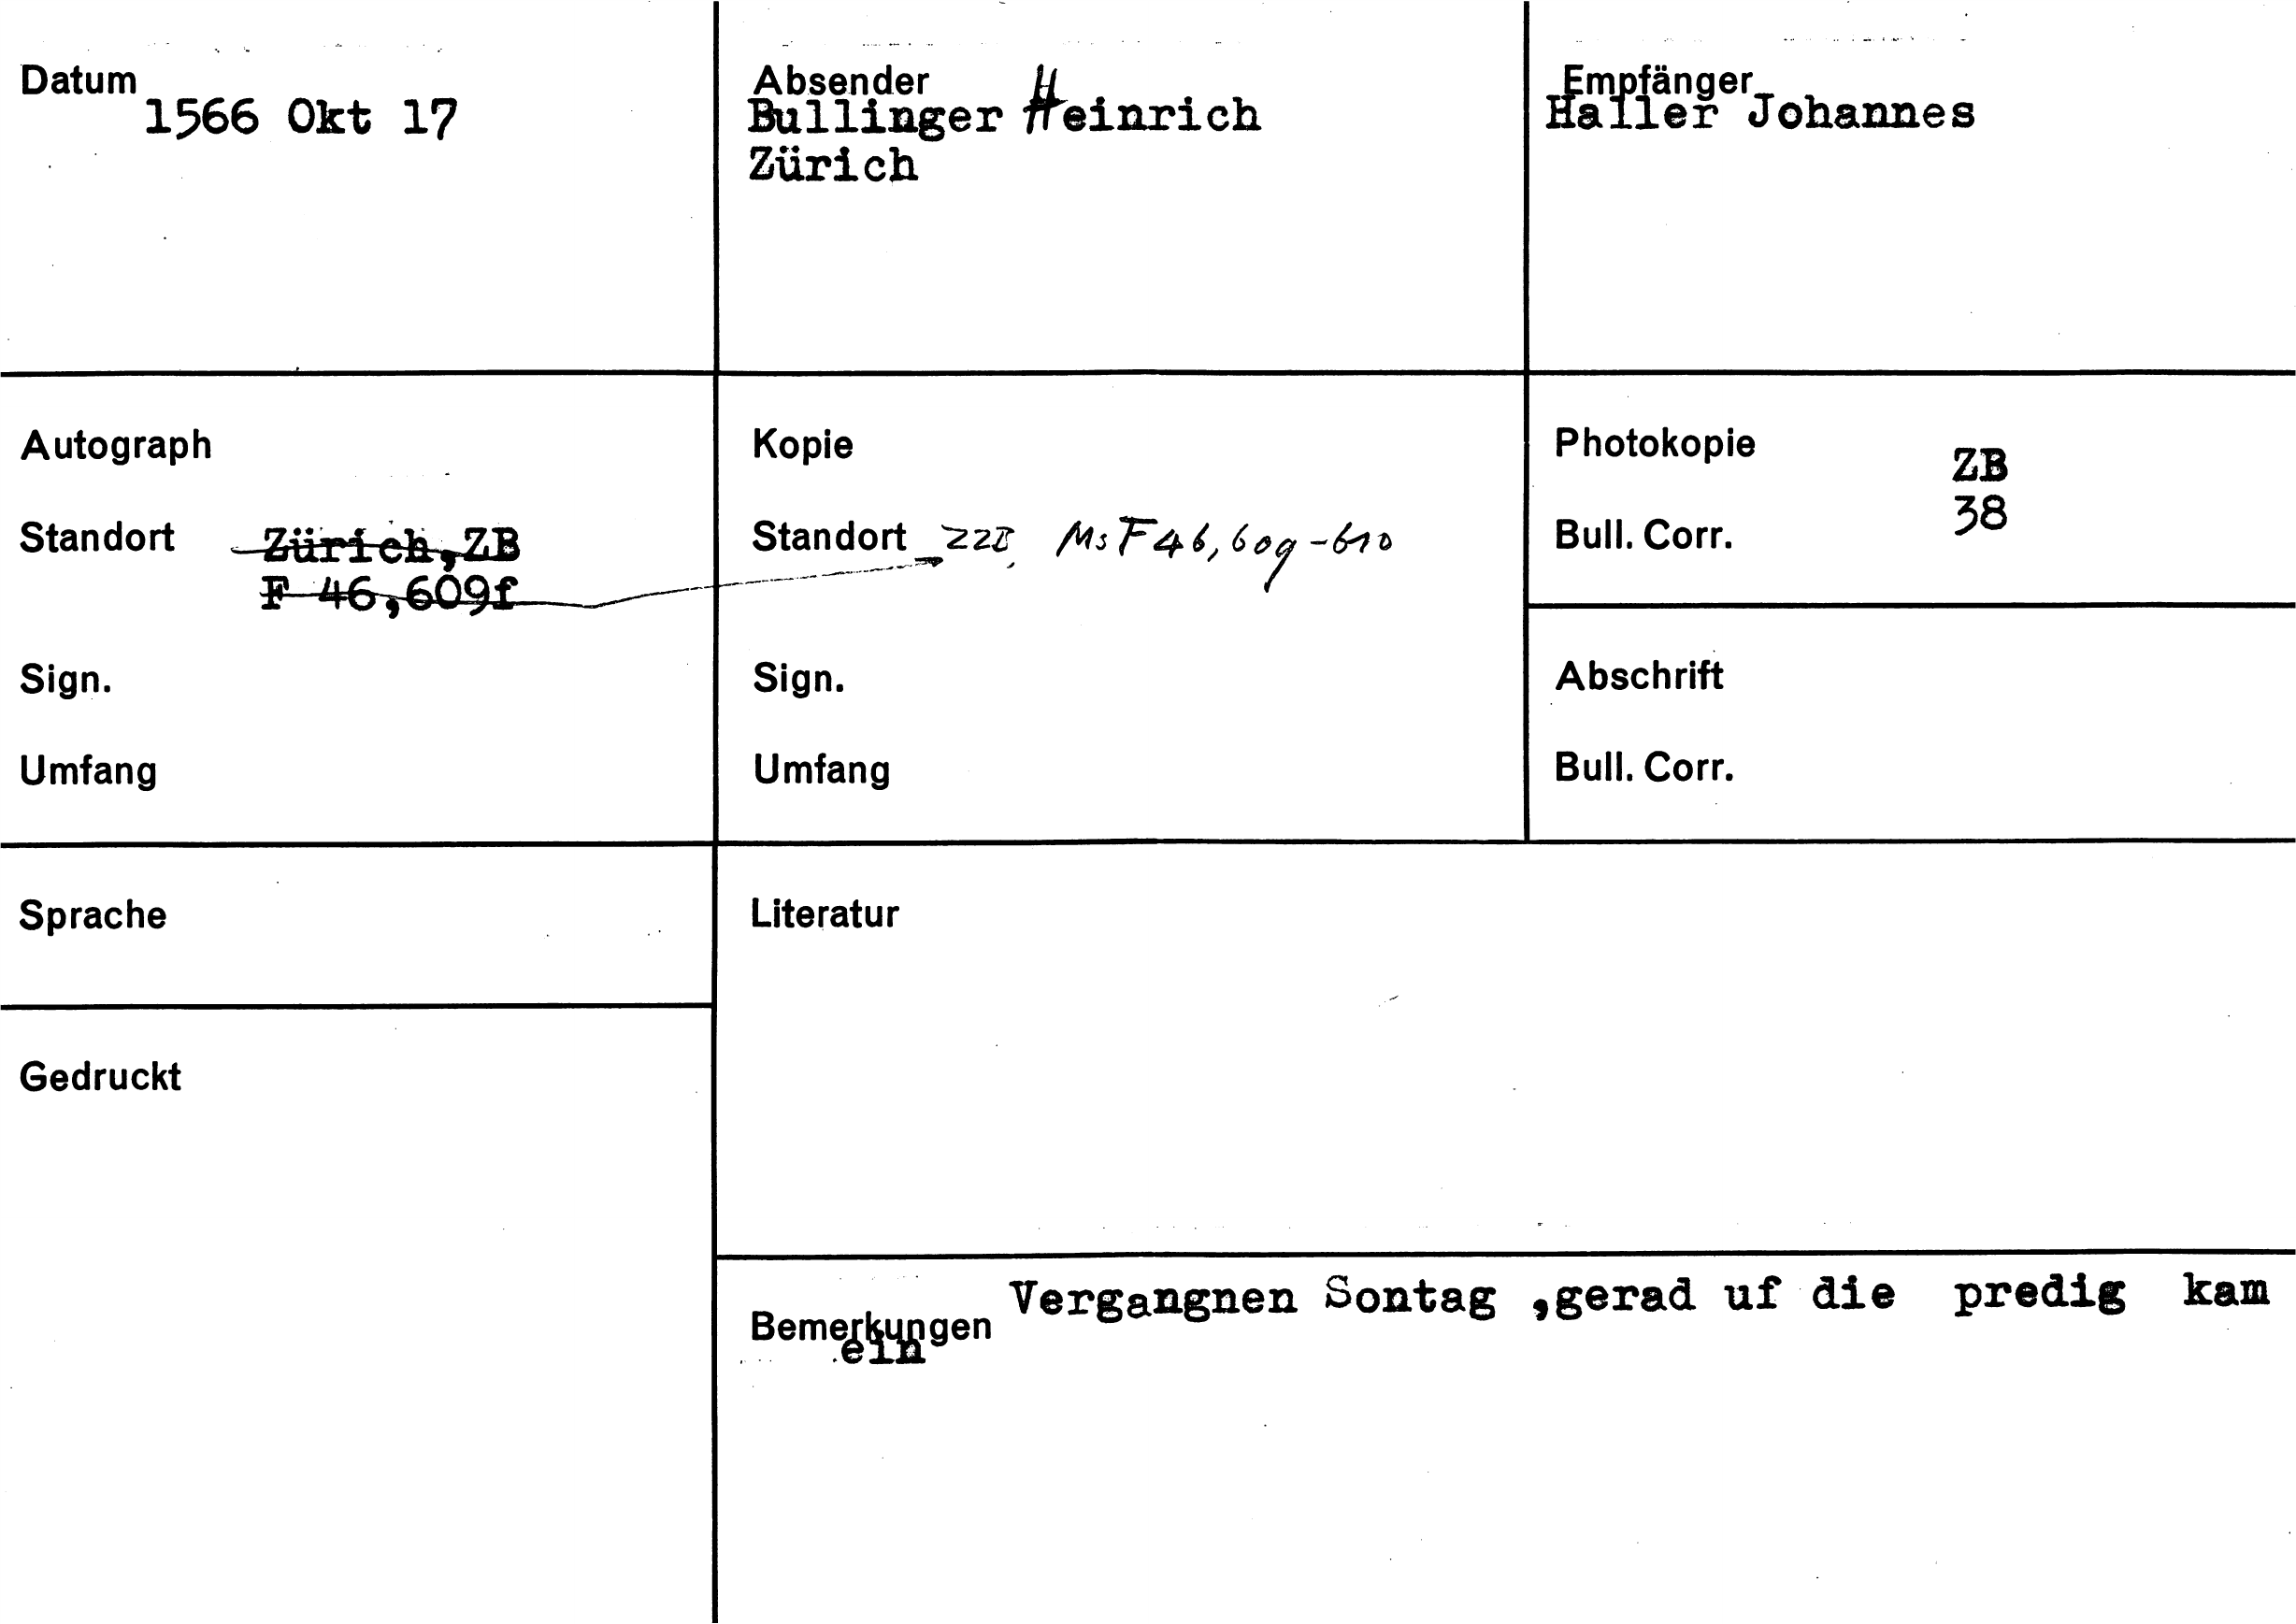 Datum
1566 Okt 17
Absender
Bullinger Heinrich
Zürich
Empfänger
Haller Johannes
Autograph
Standort Zürich,ZB
F 46,609f
Sign.
Umfang
Kopie
Standort ZZB, Ms F 46, 609-610
Sign.
Umfang
Photokopie ZB
Bull. Corr. 38
Abschrift
Bull. Corr.
Sprache
Gedruckt
Literatur
Bemerkungen Vergangnen Sontag ,gerad uf die predig kam
ein